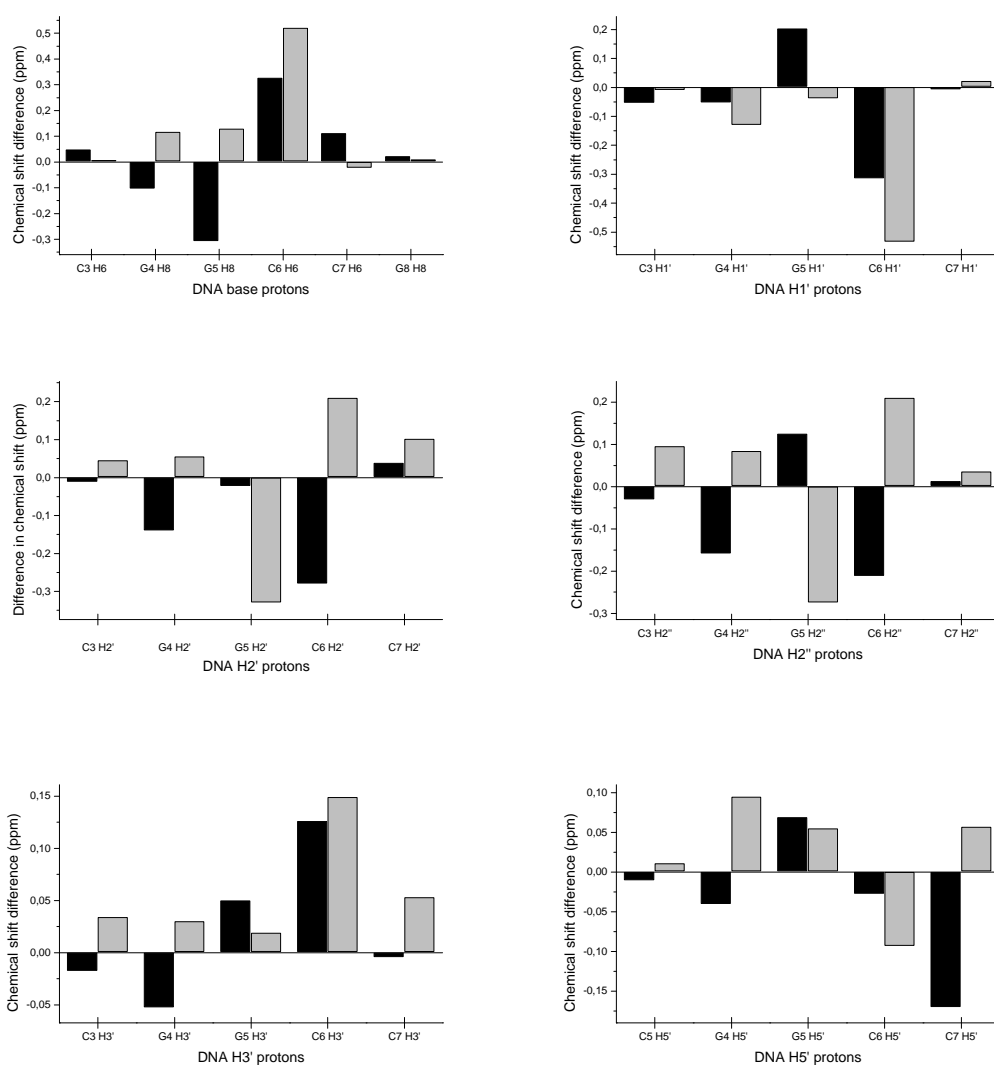 0,5
0,4
0,3
0,2
0,1
0,0
-0,1
-0,2
-0,3
Chemical shift difference (ppm)
C3 H6 G4 H8 G5 H8 C6 H6 C7 H6 G8 H8
DNA base protons
0,2
0,1
0,0
-0,1
-0,2
-0,3
-0,4
-0,5
Chemical shift difference (ppm)
C3 H1' G4 H1' G5 H1' C6 H1' C7 H1'
DNA H1' protons
0,2
0,1
0,0
-0,1
-0,2
-0,3
Difference in chemical shift (ppm)
C3 H2' G4 H2' G5 H2' C6 H2' C7 H2'
DNA H2' protons
0,2
0,1
0,0
-0,1
-0,2
-0,3
Chemical shift difference (ppm)
C3 H2" G4 H2" G5 H2" C6 H2" C7 H2"
DNA H2" protons
0,15
0,10
0,05
0,00
-0,05
Chemical shift difference (ppm)
C3 H3' G4 H3' G5 H3' C6 H3' C7 H3'
DNA H3' protons
0,10
0,05
0,00
-0,05
-0,10
-0,15
Chemical shift difference (ppm)
C5 H5' G4 H5' G5 H5' C6 H5' C7 H5'
DNA H5' protons